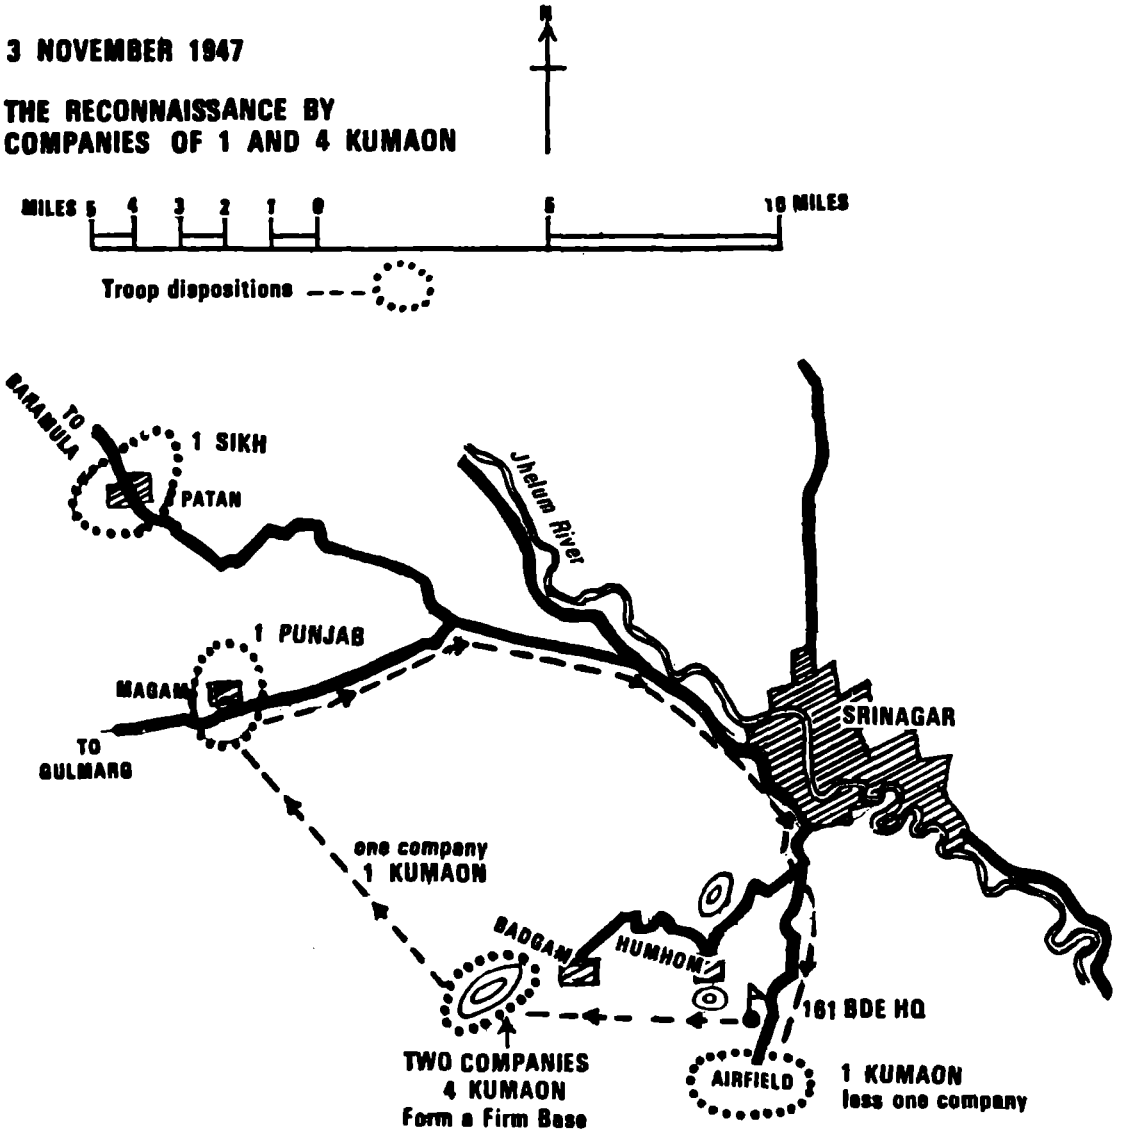 N
3 NOVEMBER 1947
THE RECONNAISSANCE BY
COMPANIES OF 1 AND 4 KUMAON
MILES 5 4 3 2 1 0 5 10 MILES
Troop dispositions
TO
BARAMULA
1 SIKH
PATAN
Jhelum River
1 PUNJAB
MAGAM
TO
GULMARG
SRINAGAR
one company
1 KUMAON
BADGAM
HUMHOM
161 BDE HQ
TWO COMPANIES
4 KUMAON
Form a Firm Base
AIRFIELD
1 KUMAON
less one company